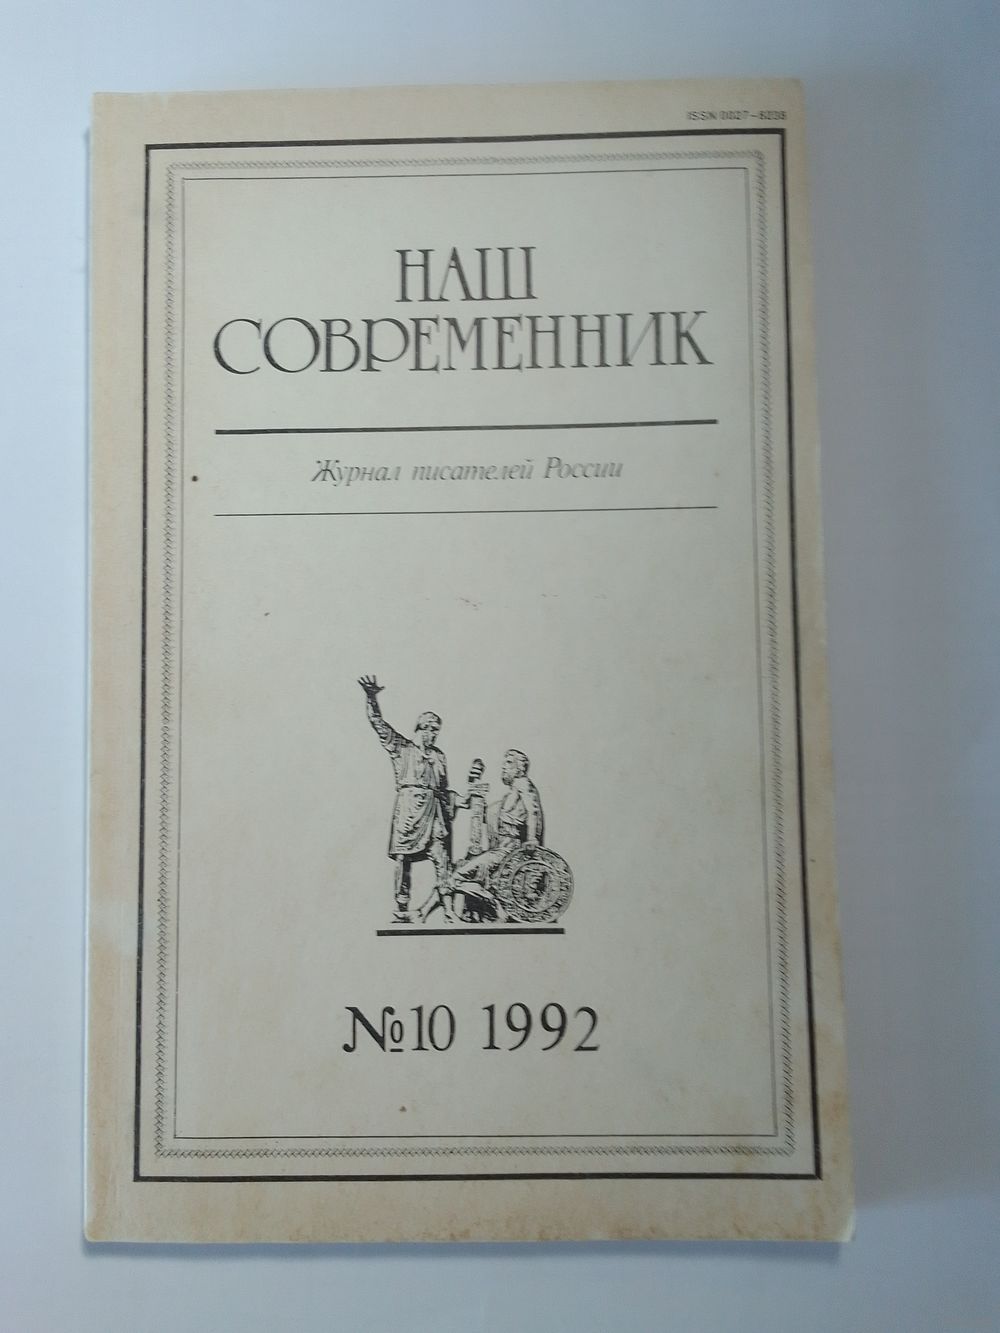 ISSN 0027-8238
НАШ
СОВРЕМЕННИК
Журнал писателей России
№10 1992